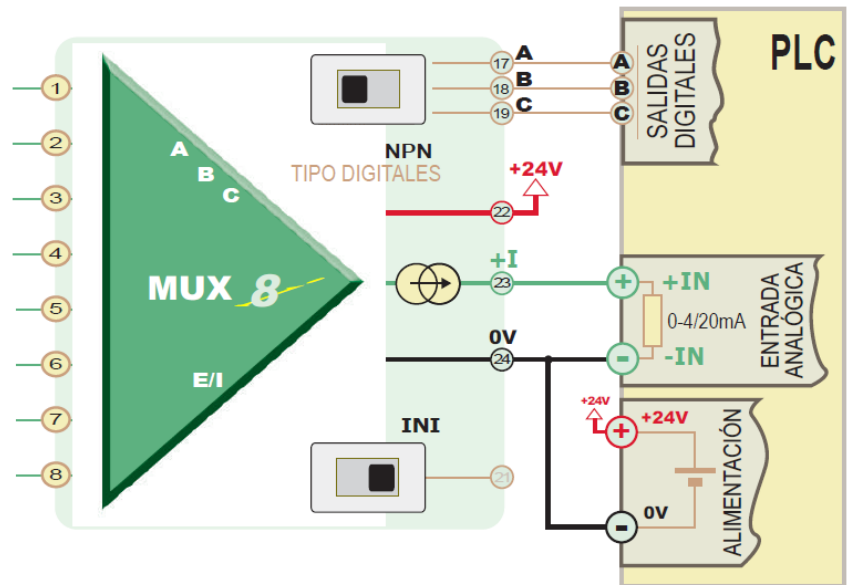 1
2
3
4
5
6
7
8
A
B
C
MUX 8
E/I
17 A
18 B
19 C
NPN
TIPO DIGITALES
+24V
22
+I
23
0V
24
INI
21
PLC
A
B
C
SALIDAS
DIGITALES
+ +IN
0-4/20mA
- -IN
ENTRADA
ANALÓGICA
+24V
+ +24V
0V
-
ALIMENTACIÓN